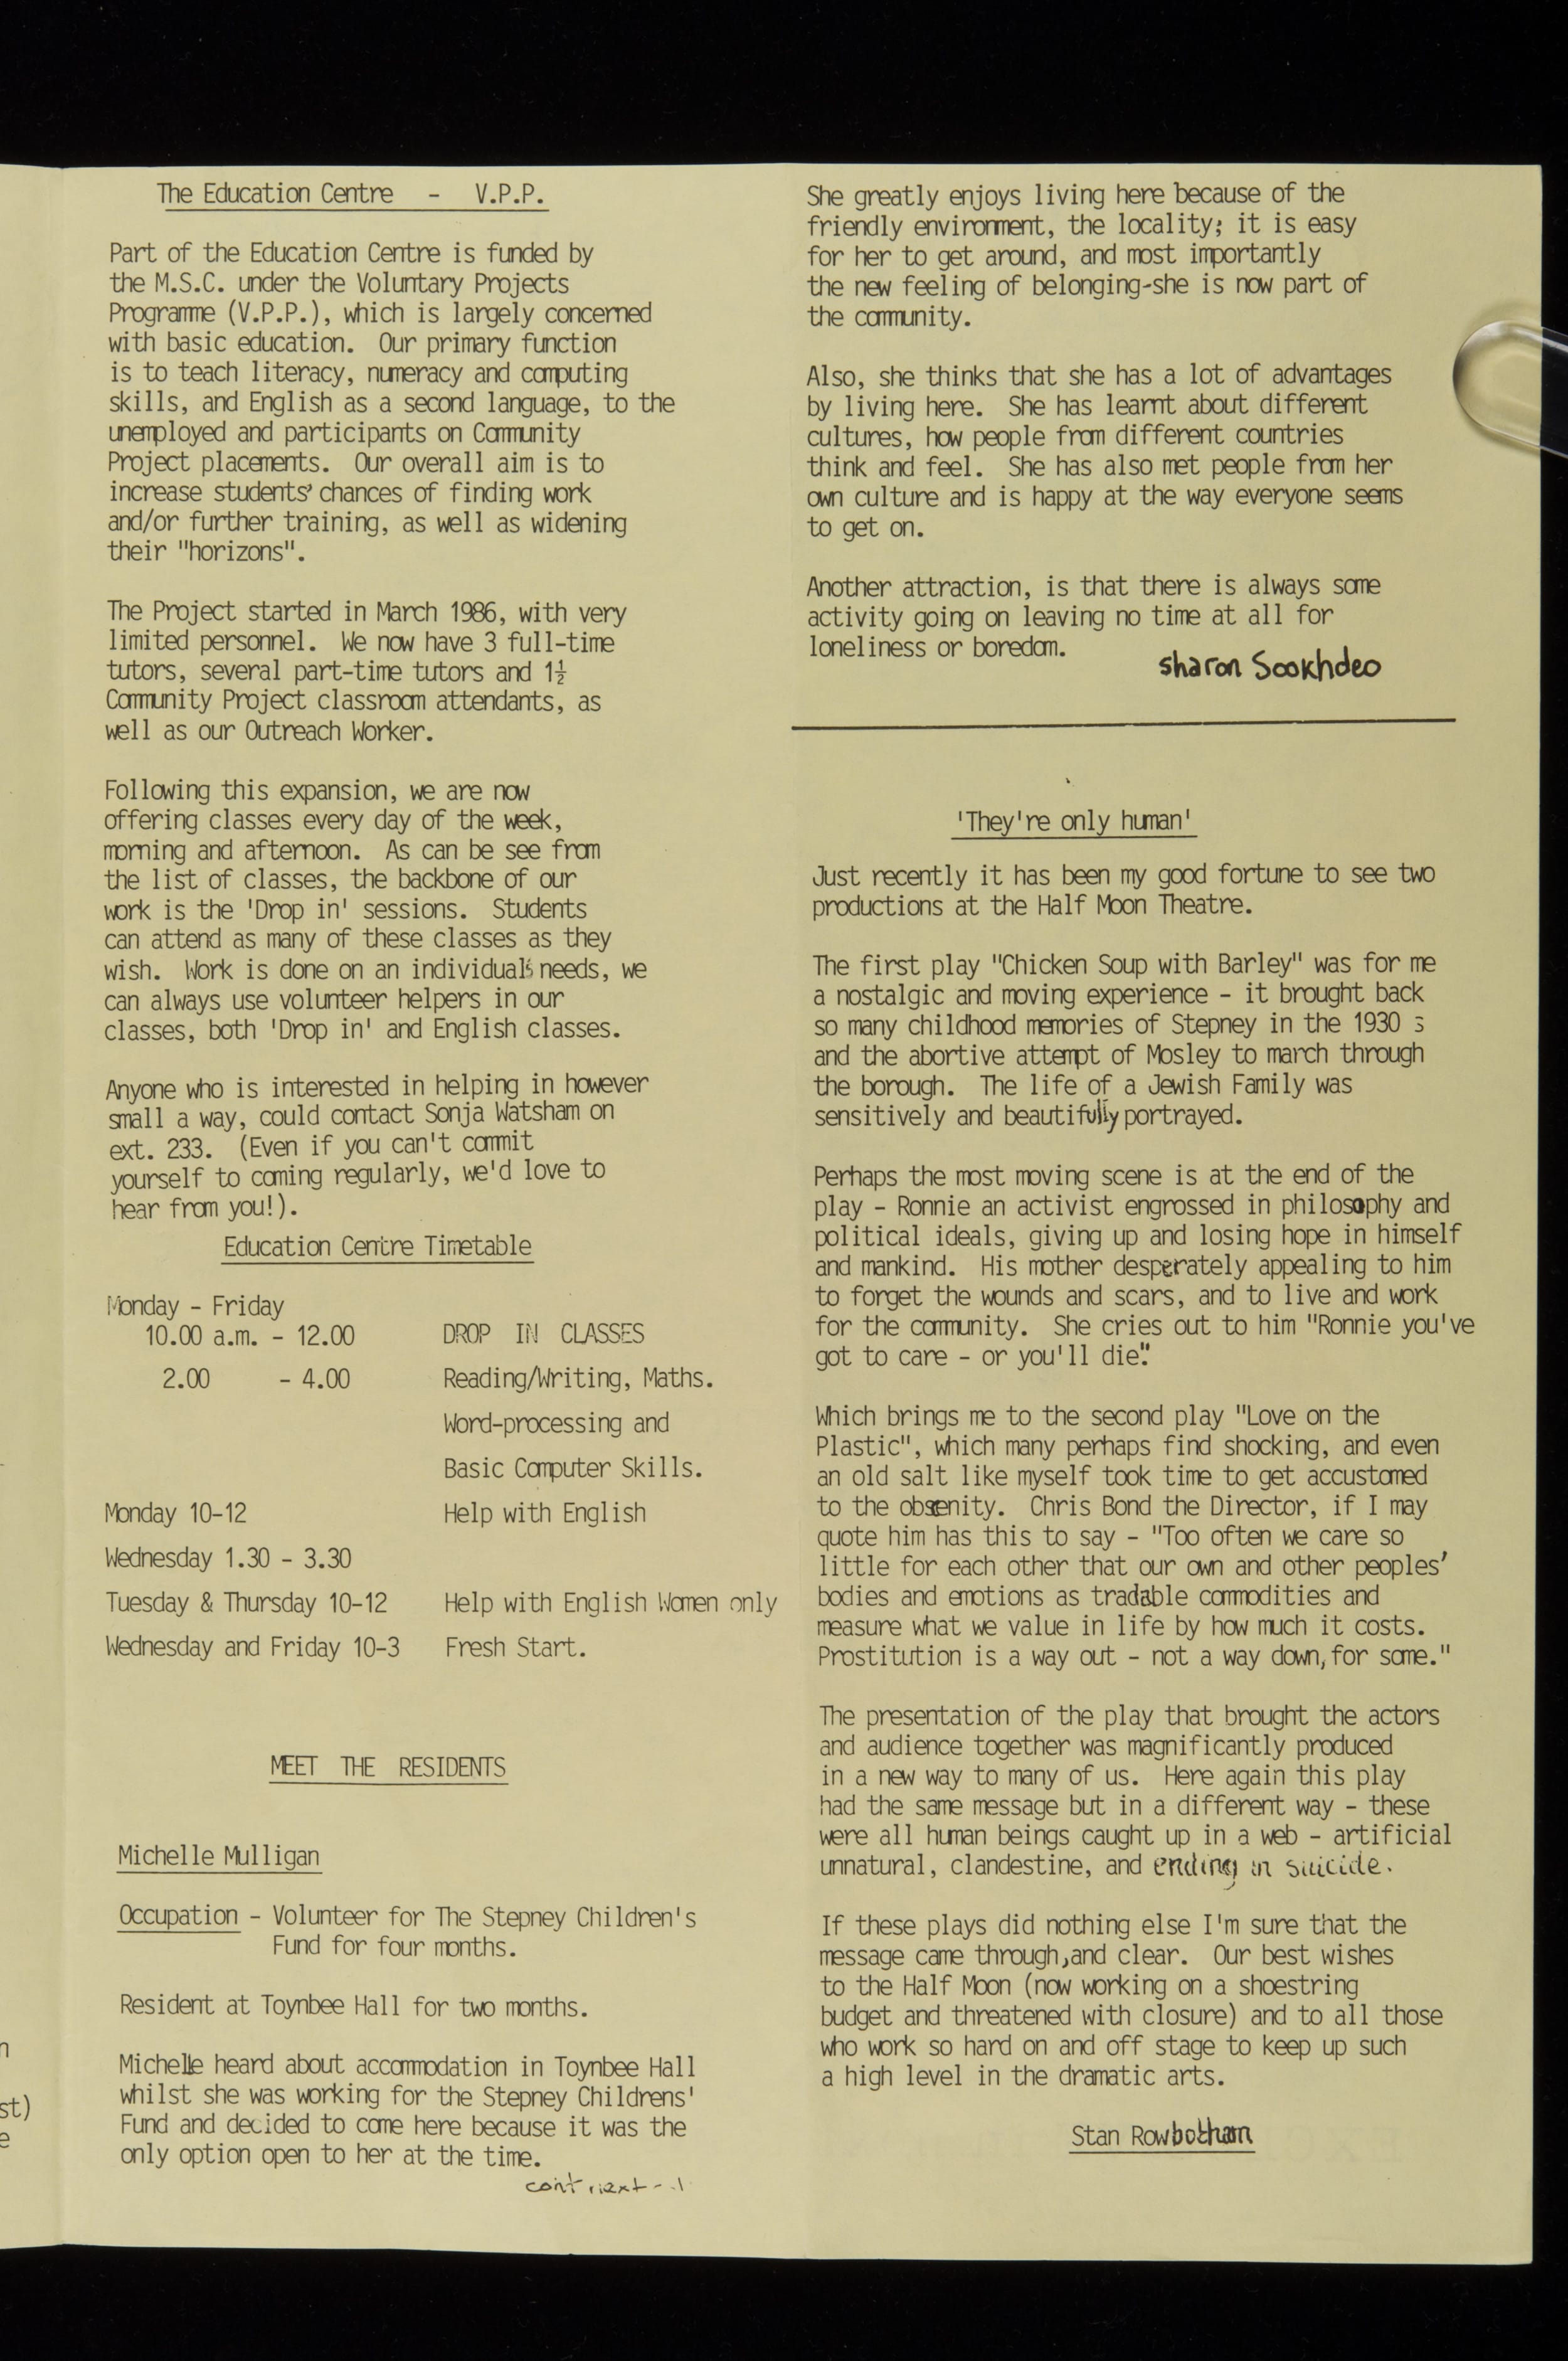 The Education Centre - V.P.P.
Part of the Education Centre is funded by
the M.S.C. under the Voluntary Projects
Programme (V.P.P.), which is largely concerned
with basic education. Our primary function
is to teach literacy, numeracy and computing
skills, and English as a second language, to the
unemployed and participants on Community
Project placements. Our overall aim is to
increase students' chances of finding work
and/or further training, as well as widening
their "horizons".
The Project started in March 1986, with very
limited personnel. We now have 3 full-time
tutors, several part-time tutors and 1½
Community Project classroom attendants, as
well as our Outreach Worker.
Following this expansion, we are now
offering classes every day of the week,
morning and afternoon. As can be see from
the list of classes, the backbone of our
work is the 'Drop in' sessions. Students
can attend as many of these classes as they
wish. Work is done on an individual's needs, we
can always use volunteer helpers in our
classes, both 'Drop in' and English classes.
Anyone who is interested in helping in however
small a way, could contact Sonja Watsham on
ext. 233. (Even if you can't commit
yourself to coming regularly, we'd love to
hear from you!).
Education Centre Timetable
Monday - Friday
10.00 a.m. - 12.00 DROP IN CLASSES
2.00 - 4.00 Reading/Writing, Maths.
Word-processing and
Basic Computer Skills.
Monday 10-12 Help with English
Wednesday 1.30 - 3.30
Tuesday & Thursday 10-12 Help with English Women only
Wednesday and Friday 10-3 Fresh Start.
MEET THE RESIDENTS
Michelle Mulligan
Occupation - Volunteer for The Stepney Children's
Fund for four months.
Resident at Toynbee Hall for two months.
Michelle heard about accommodation in Toynbee Hall
whilst she was working for the Stepney Childrens'
Fund and decided to come here because it was the
only option open to her at the time.
cont next
She greatly enjoys living here because of the
friendly environment, the locality; it is easy
for her to get around, and most importantly
the new feeling of belonging-she is now part of
the community.
Also, she thinks that she has a lot of advantages
by living here. She has learnt about different
cultures, how people from different countries
think and feel. She has also met people from her
own culture and is happy at the way everyone seems
to get on.
Another attraction, is that there is always some
activity going on leaving no time at all for
loneliness or boredom.
Sharon Sookhdeo
'They're only human'
Just recently it has been my good fortune to see two
productions at the Half Moon Theatre.
The first play "Chicken Soup with Barley" was for me
a nostalgic and moving experience - it brought back
so many childhood memories of Stepney in the 1930 s
and the abortive attempt of Mosley to march through
the borough. The life of a Jewish Family was
sensitively and beautifully portrayed.
Perhaps the most moving scene is at the end of the
play - Ronnie an activist engrossed in philosophy and
political ideals, giving up and losing hope in himself
and mankind. His mother desperately appealing to him
to forget the wounds and scars, and to live and work
for the community. She cries out to him "Ronnie you've
got to care - or you'll die."
Which brings me to the second play "Love on the
Plastic", which many perhaps find shocking, and even
an old salt like myself took time to get accustomed
to the obscenity. Chris Bond the Director, if I may
quote him has this to say - "Too often we care so
little for each other that our own and other peoples'
bodies and emotions as tradable commodities and
measure what we value in life by how much it costs.
Prostitution is a way out - not a way down, for some."
The presentation of the play that brought the actors
and audience together was magnificantly produced
in a new way to many of us. Here again this play
had the same message but in a different way - these
were all human beings caught up in a web - artificial
unnatural, clandestine, and ending in suicide.
If these plays did nothing else I'm sure that the
message came through, and clear. Our best wishes
to the Half Moon (now working on a shoestring
budget and threatened with closure) and to all those
who work so hard on and off stage to keep up such
a high level in the dramatic arts.
Stan Rowbotham